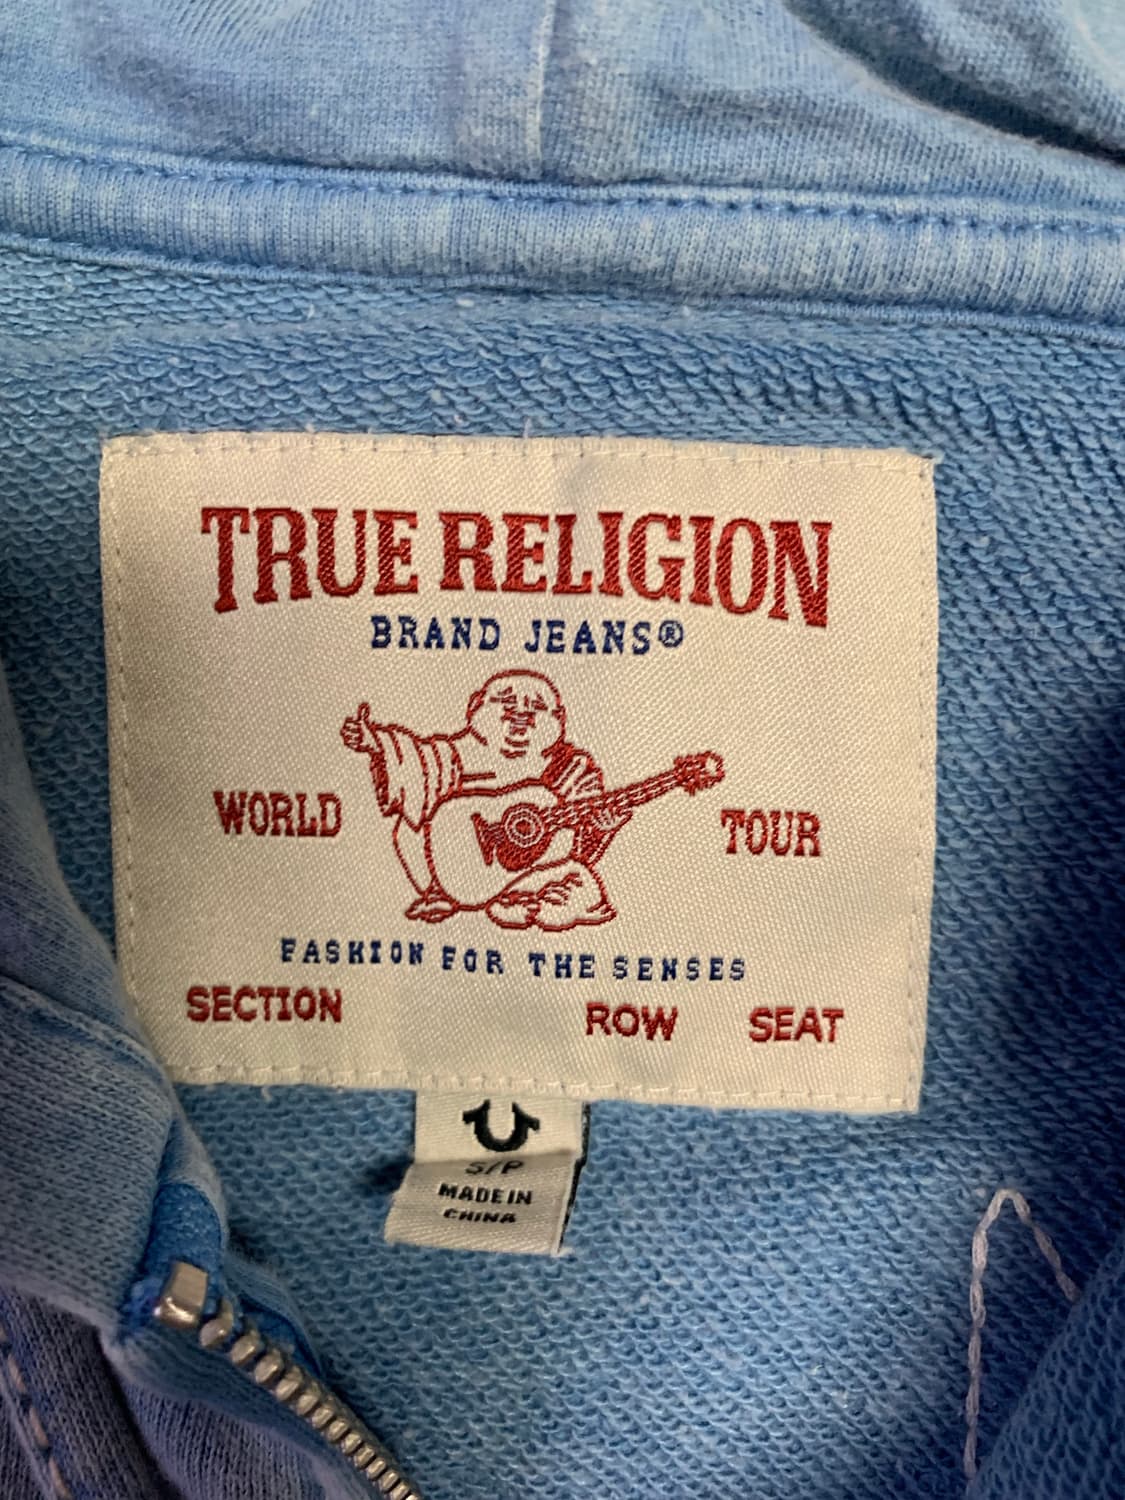 TRUE RELIGION
BRAND JEANS®
WORLD TOUR
FASHION FOR THE SENSES
SECTION ROW SEAT
S/P
MADE IN
CHINA